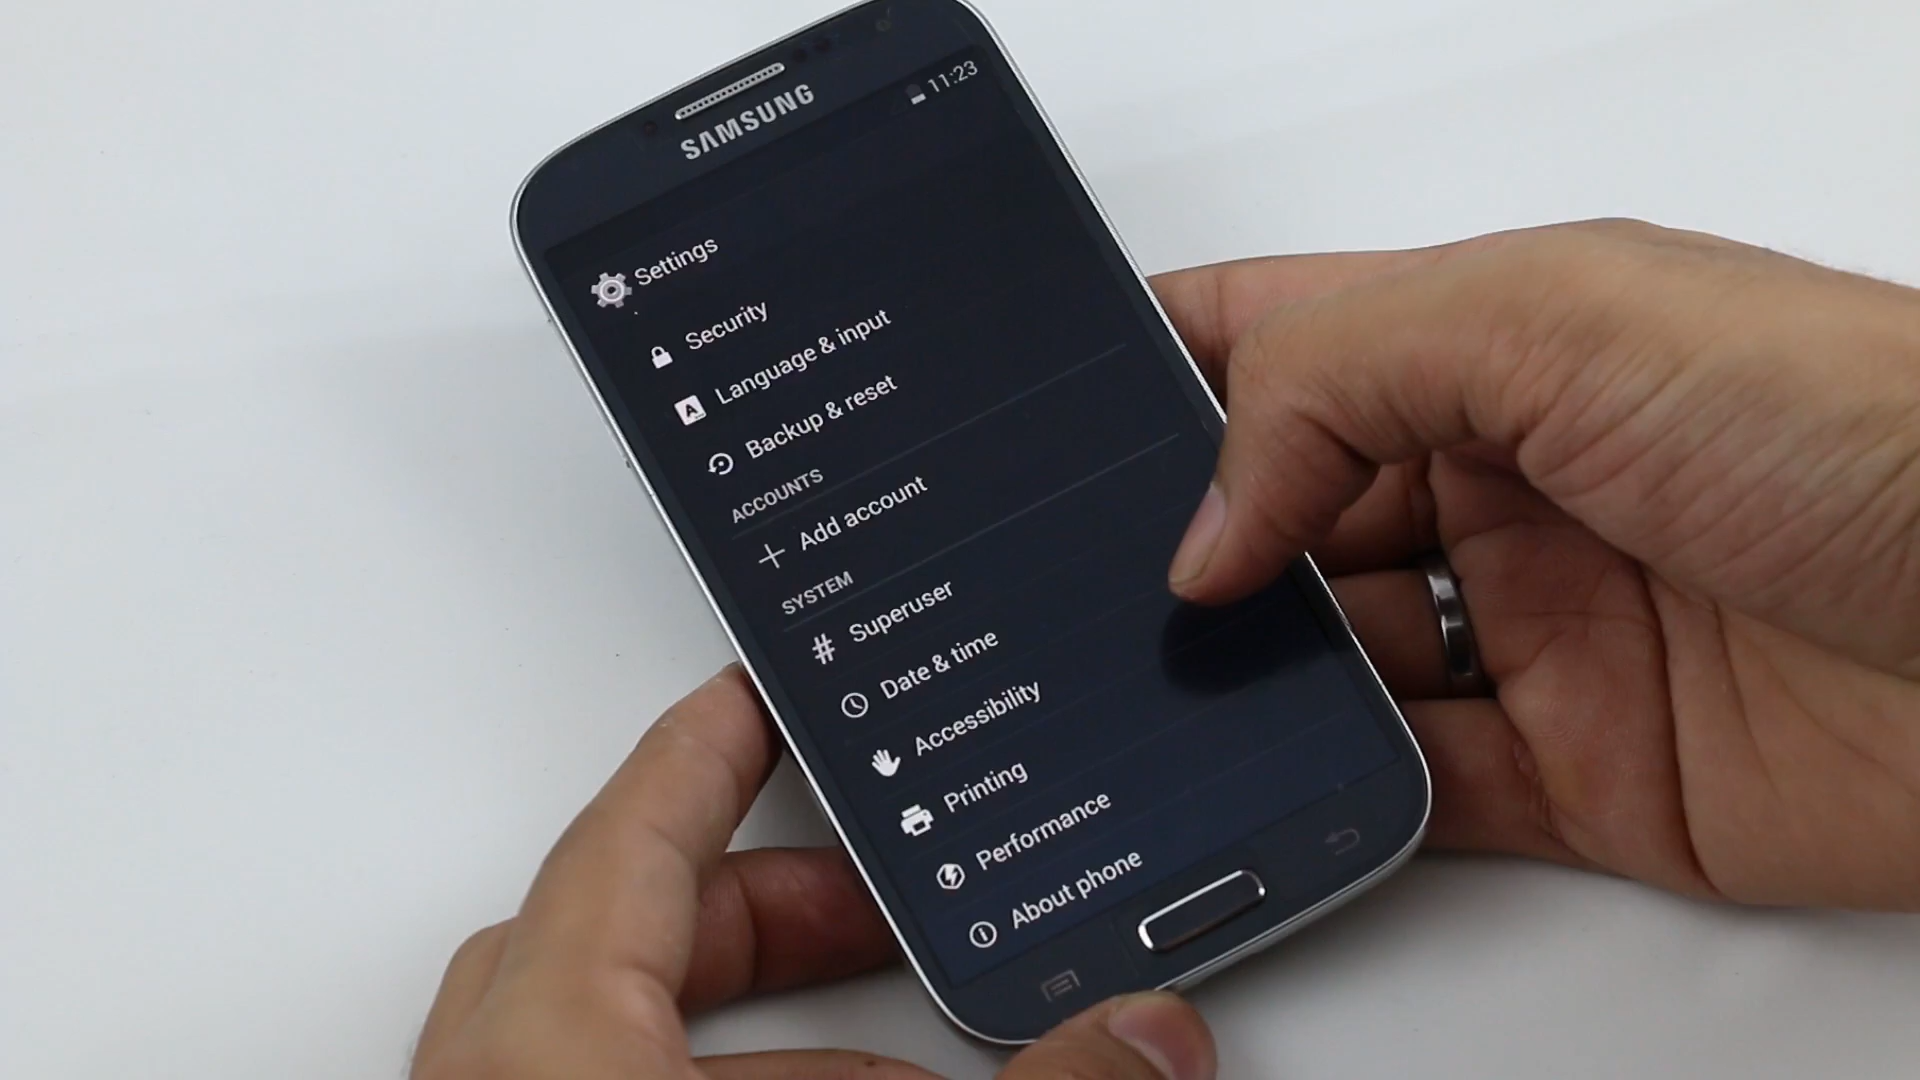 SAMSUNG
11:23
Settings
Security
Language & input
Backup & reset
ACCOUNTS
Add account
SYSTEM
Superuser
Date & time
Accessibility
Printing
Performance
About phone